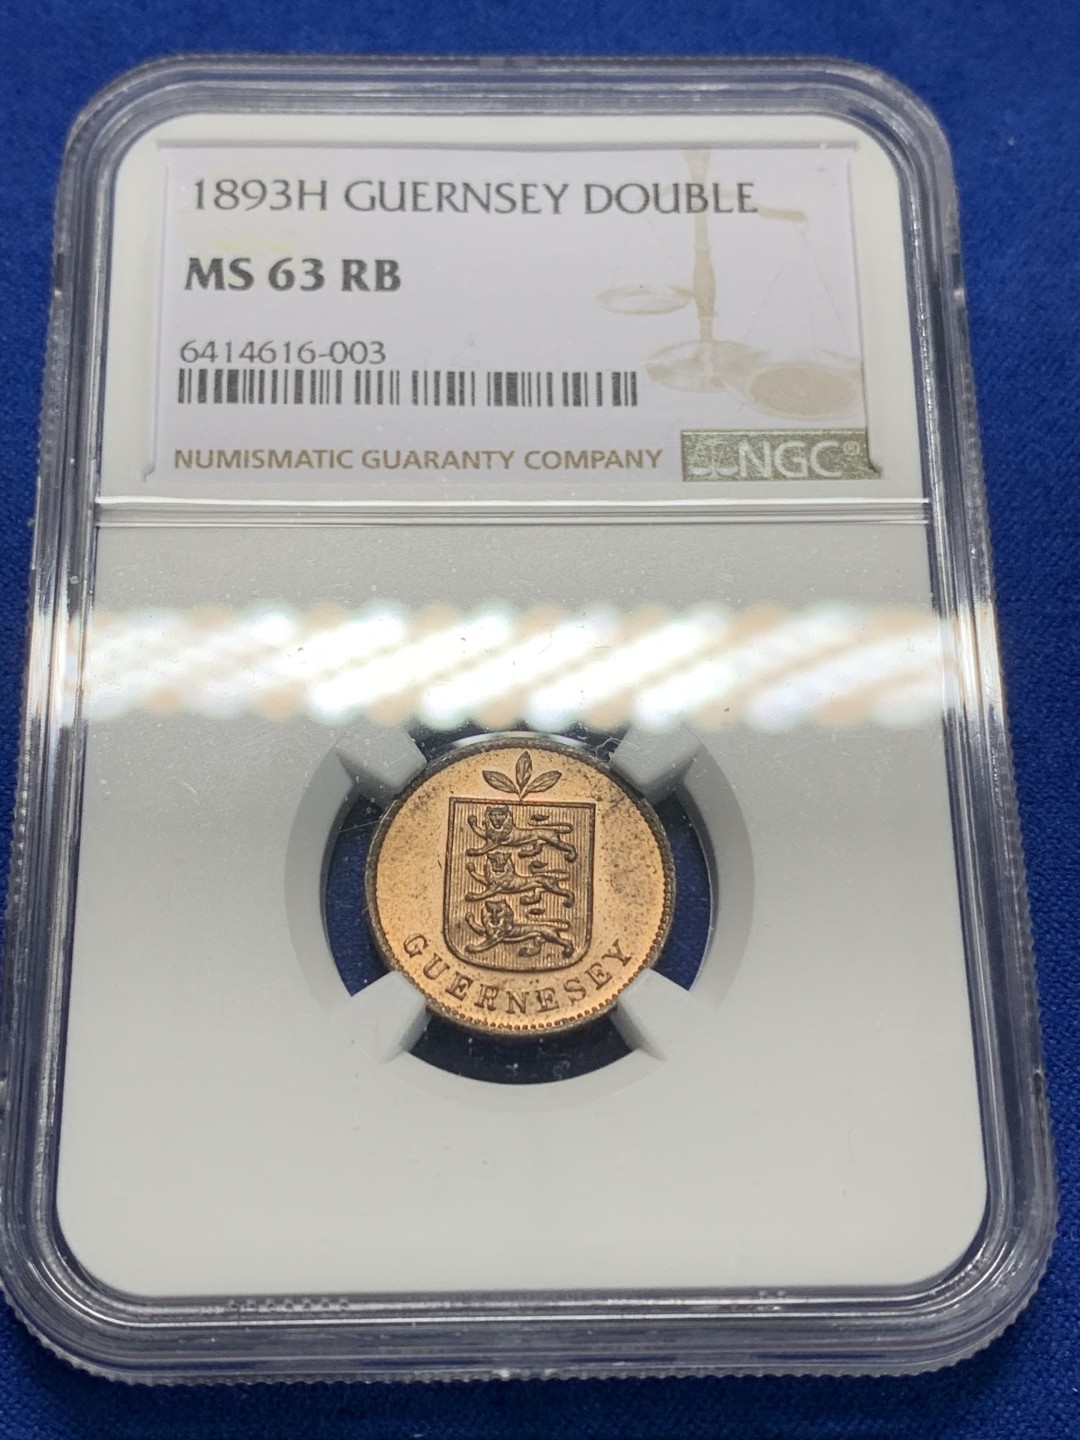 1893H GUERNSEY DOUBLE
MS 63 RB
6414616-003
NUMISMATIC GUARANTY COMPANY NGC®
GUERNESEY